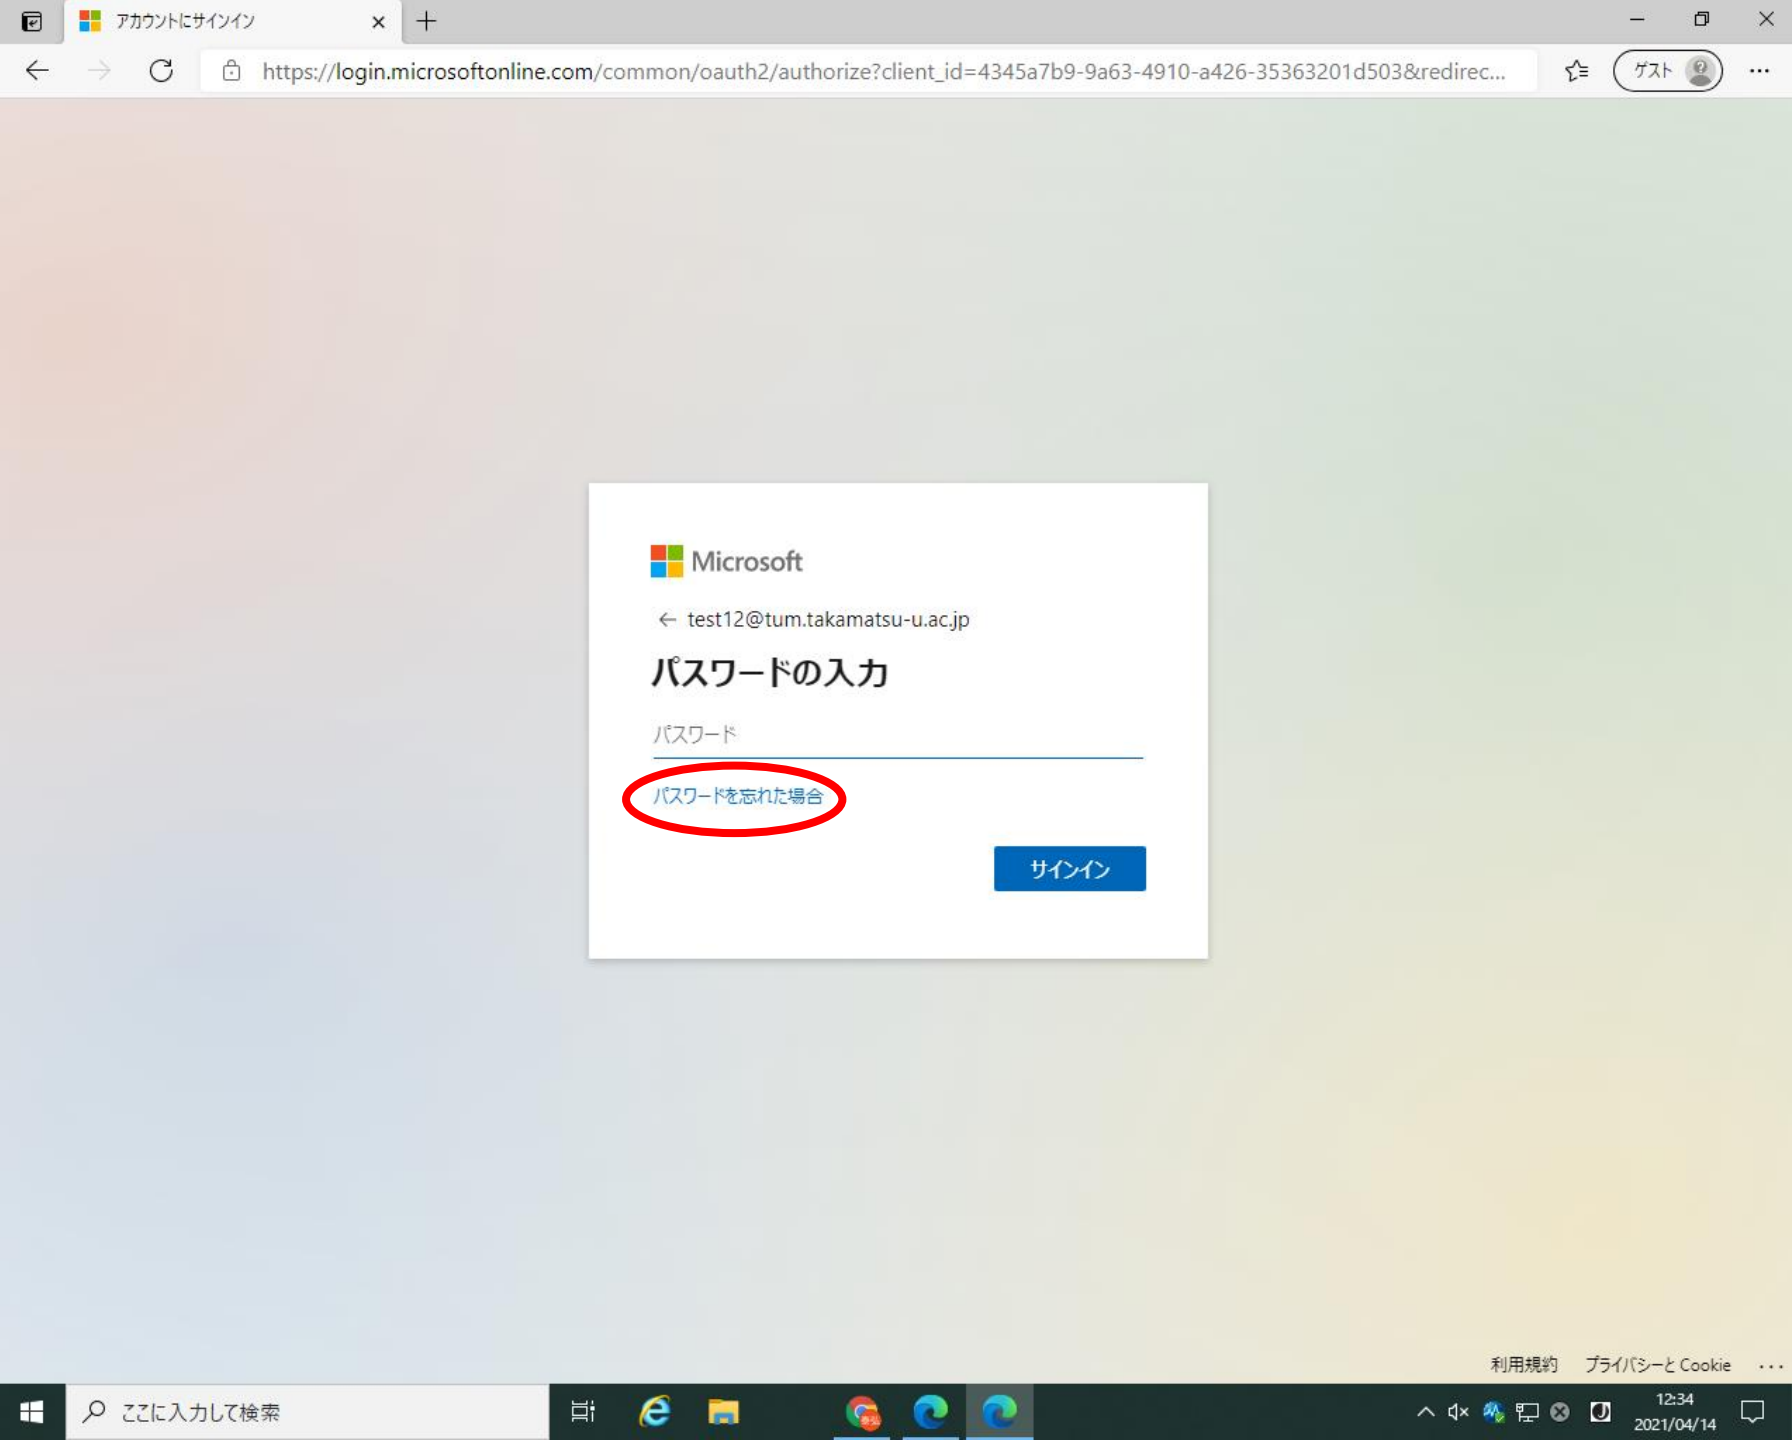 アカウントにサインイン
https://login.microsoftonline.com/common/oauth2/authorize?client_id=4345a7b9-9a63-4910-a426-35363201d503&redirec...
ゲスト
Microsoft
← test12@tum.takamatsu-u.ac.jp
パスワードの入力
パスワード
パスワードを忘れた場合
サインイン
利用規約 プライバシーと Cookie ...
ここに入力して検索
12:34
2021/04/14